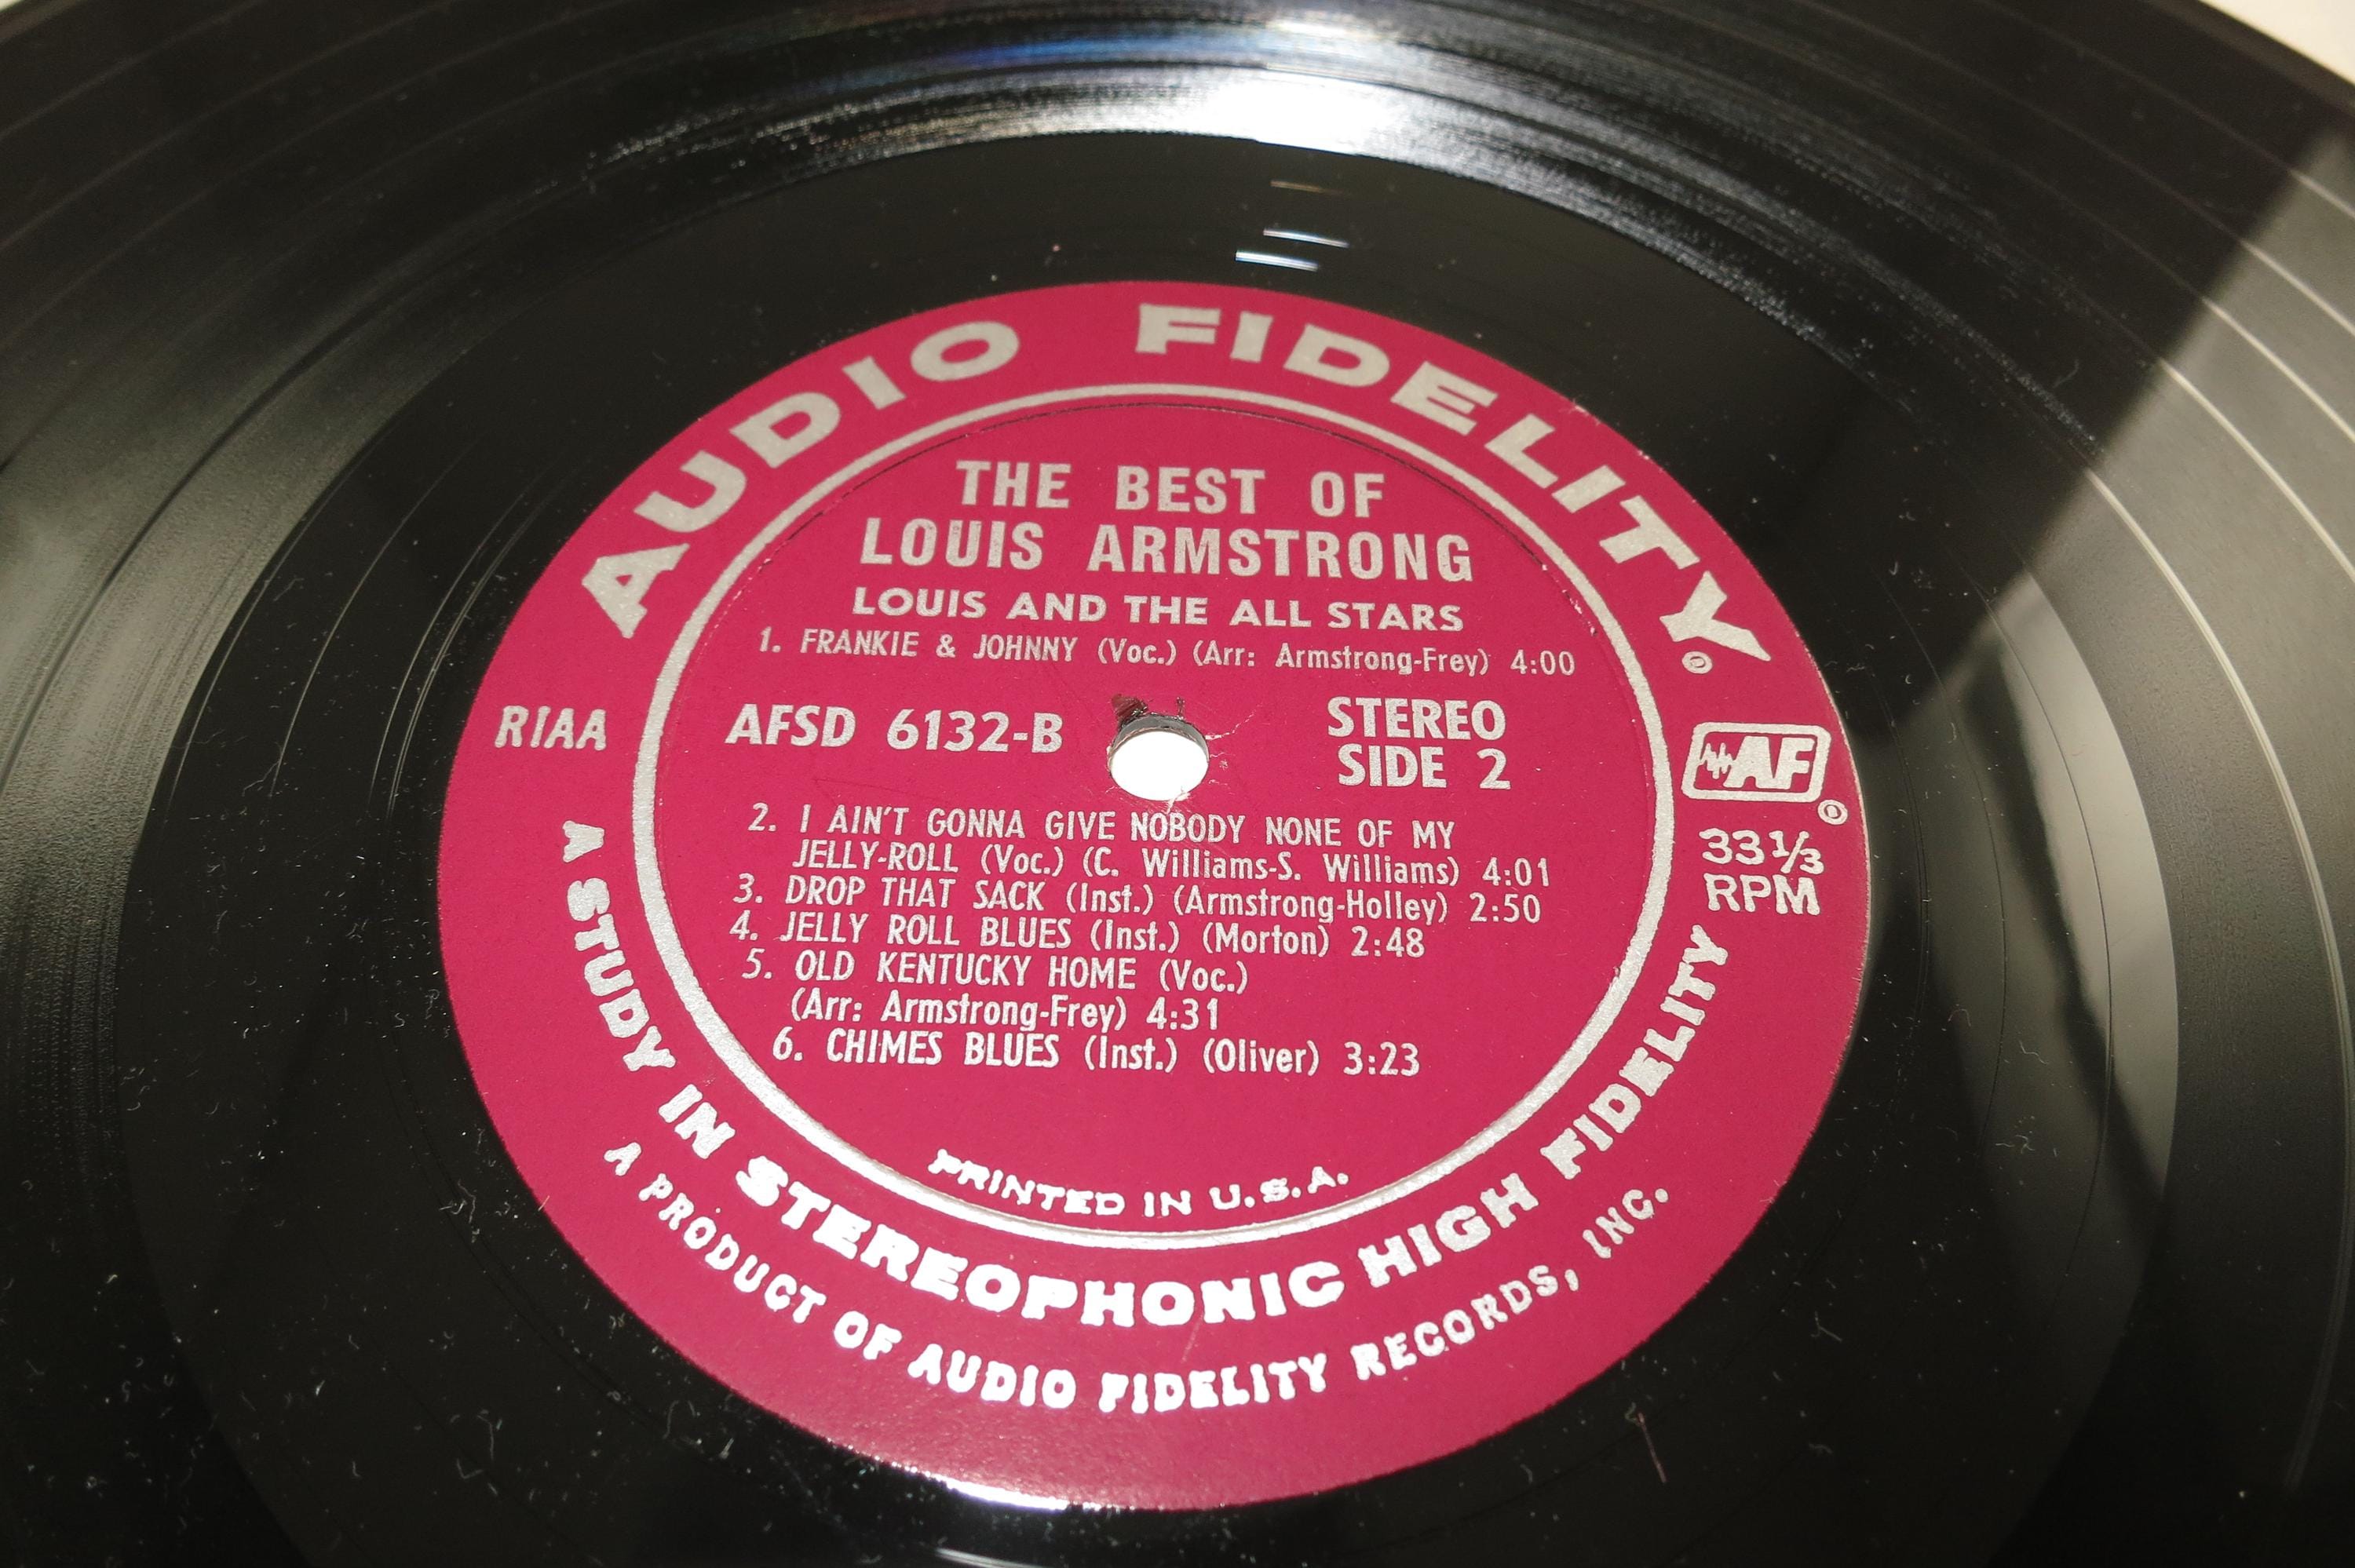 AUDIO FIDELITY®
THE BEST OF
LOUIS ARMSTRONG
LOUIS AND THE ALL STARS
1. FRANKIE & JOHNNY (Voc.) (Arr: Armstrong-Frey) 4:00
RIAA
AFSD 6132-B
STEREO
SIDE 2
AF®
33⅓
RPM
2. I AIN'T GONNA GIVE NOBODY NONE OF MY
JELLY-ROLL (Voc.) (C. Williams-S. Williams) 4:01
3. DROP THAT SACK (Inst.) (Armstrong-Holley) 2:50
4. JELLY ROLL BLUES (Inst.) (Morton) 2:48
5. OLD KENTUCKY HOME (Voc.)
(Arr: Armstrong-Frey) 4:31
6. CHIMES BLUES (Inst.) (Oliver) 3:23
PRINTED IN U.S.A.
A STUDY IN STEREOPHONIC HIGH FIDELITY
A PRODUCT OF AUDIO FIDELITY RECORDS, INC.